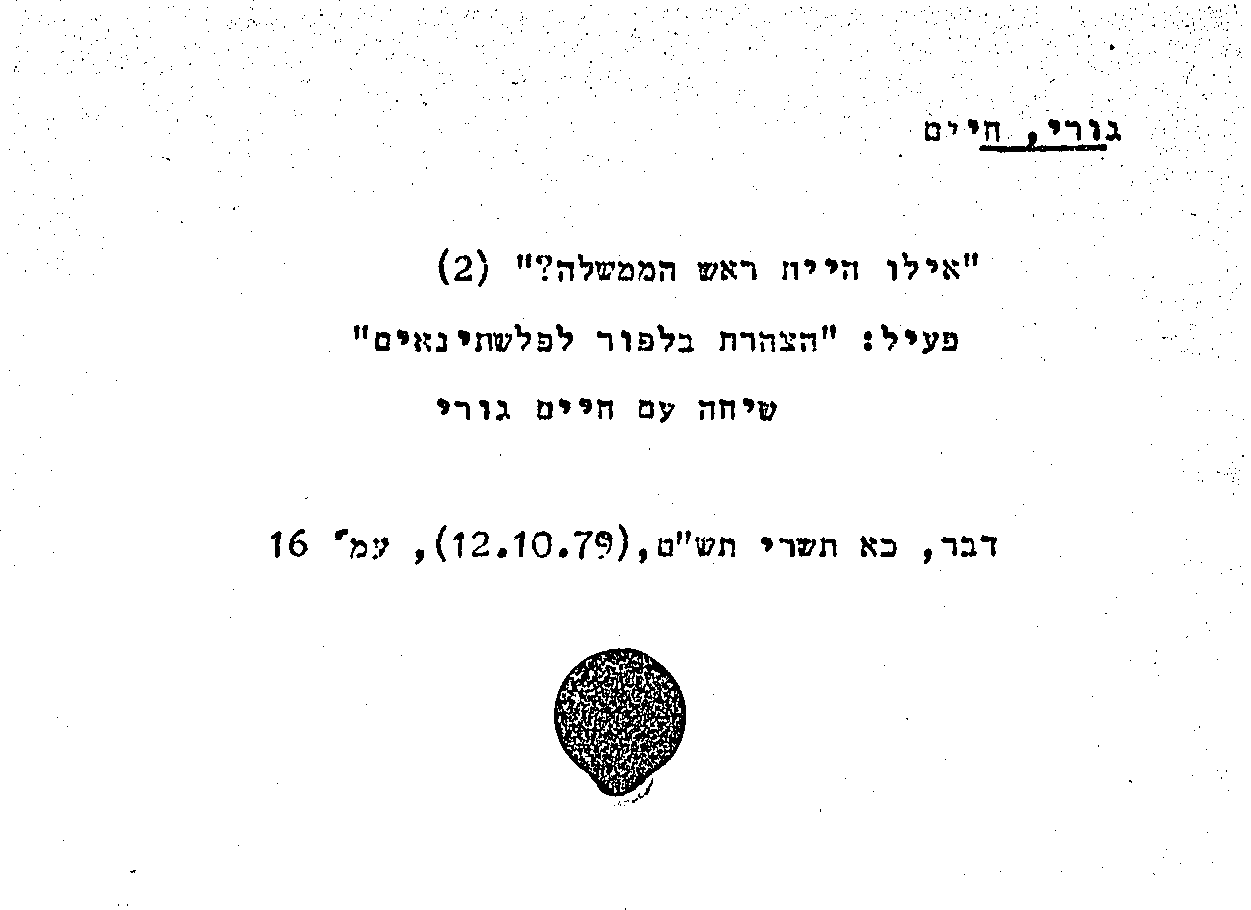 גורי, חיים
"אילו היית ראש הממשלה?" (2)
פעיל: "הצהרת בלפור לפלשתינאים"
שיחה עם חיים גורי
דבר, כא תשרי תש"ם,(12.10.79), עמ' 16